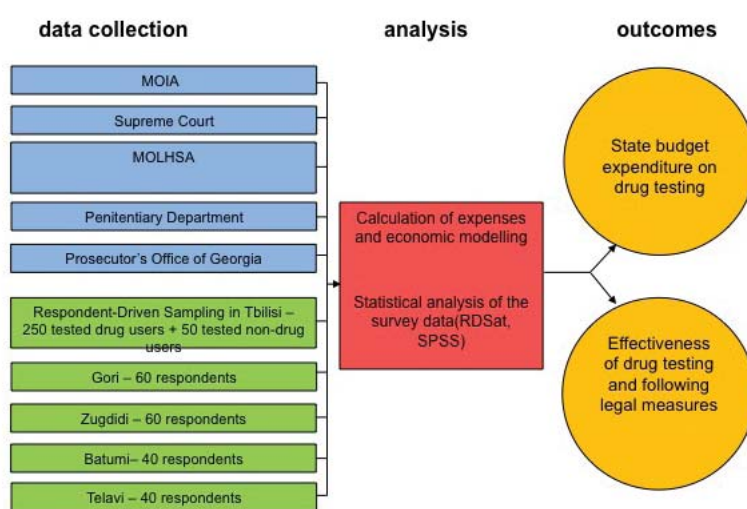 data collection
analysis
outcomes
MOIA
Supreme Court
MOLHSA
Penitentiary Department
Prosecutor's Office of Georgia
Respondent-Driven Sampling in Tbilisi –
250 tested drug users + 50 tested non-drug
users
Gori – 60 respondents
Zugdidi – 60 respondents
Batumi– 40 respondents
Telavi – 40 respondents
Calculation of expenses
and economic modelling
Statistical analysis of the
survey data(RDSat,
SPSS)
State budget
expenditure on
drug testing
Effectiveness
of drug testing
and following
legal measures